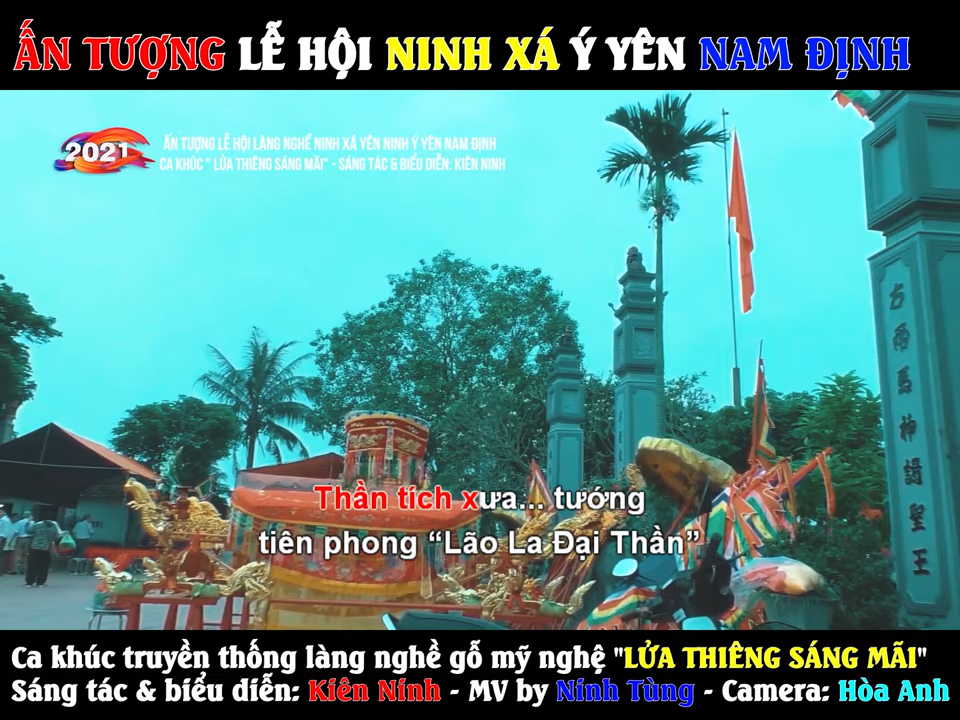 ẤN TƯỢNG LỄ HỘI NINH XÁ Ý YÊN NAM ĐỊNH
2021
ẤN TƯỢNG LỄ HỘI LÀNG NGHỀ NINH XÁ YÊN NINH Ý YÊN NAM ĐỊNH
CA KHÚC " LỬA THIÊNG SÁNG MÃI" - SÁNG TÁC & BIỂU DIỄN: KIÊN NINH
Thần tích xưa... tướng
tiên phong “Lão La Đại Thần”
Ca khúc truyền thống làng nghề gỗ mỹ nghệ "LỬA THIÊNG SÁNG MÃI"
Sáng tác & biểu diễn: Kiên Ninh - MV by Ninh Tùng - Camera: Hòa Anh